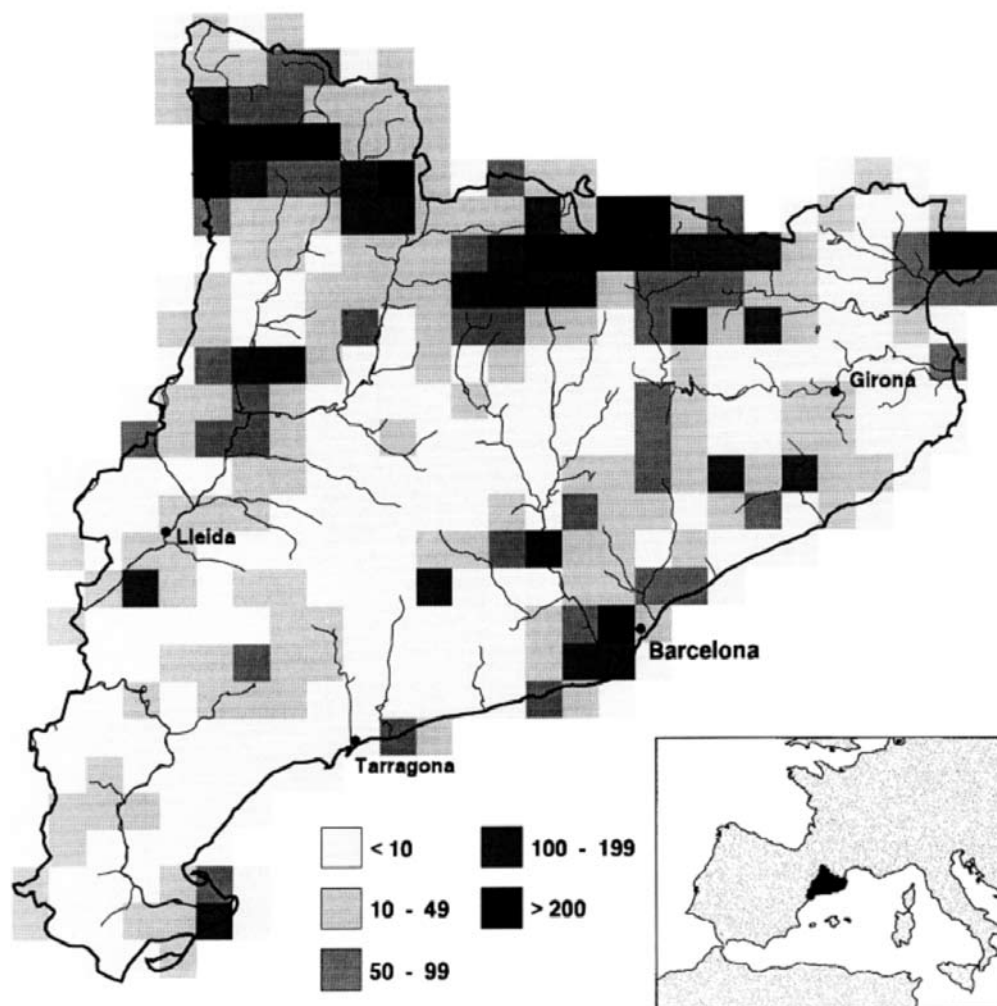 Girona
Lleida
Barcelona
Tarragona
< 10
100 - 199
10 - 49
> 200
50 - 99